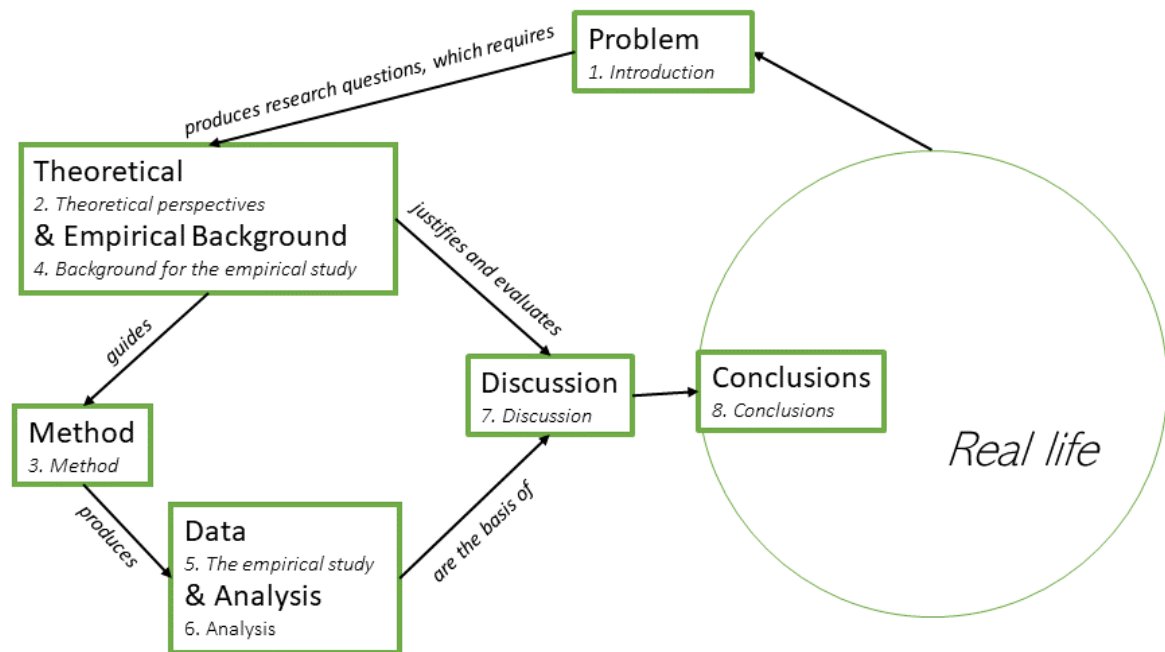 Problem
1. Introduction
produces research questions, which requires
Theoretical
2. Theoretical perspectives
& Empirical Background
4. Background for the empirical study
justifies and evaluates
guides
Discussion
7. Discussion
Conclusions
8. Conclusions
Real life
Method
3. Method
produces
Data
5. The empirical study
& Analysis
6. Analysis
are the basis of